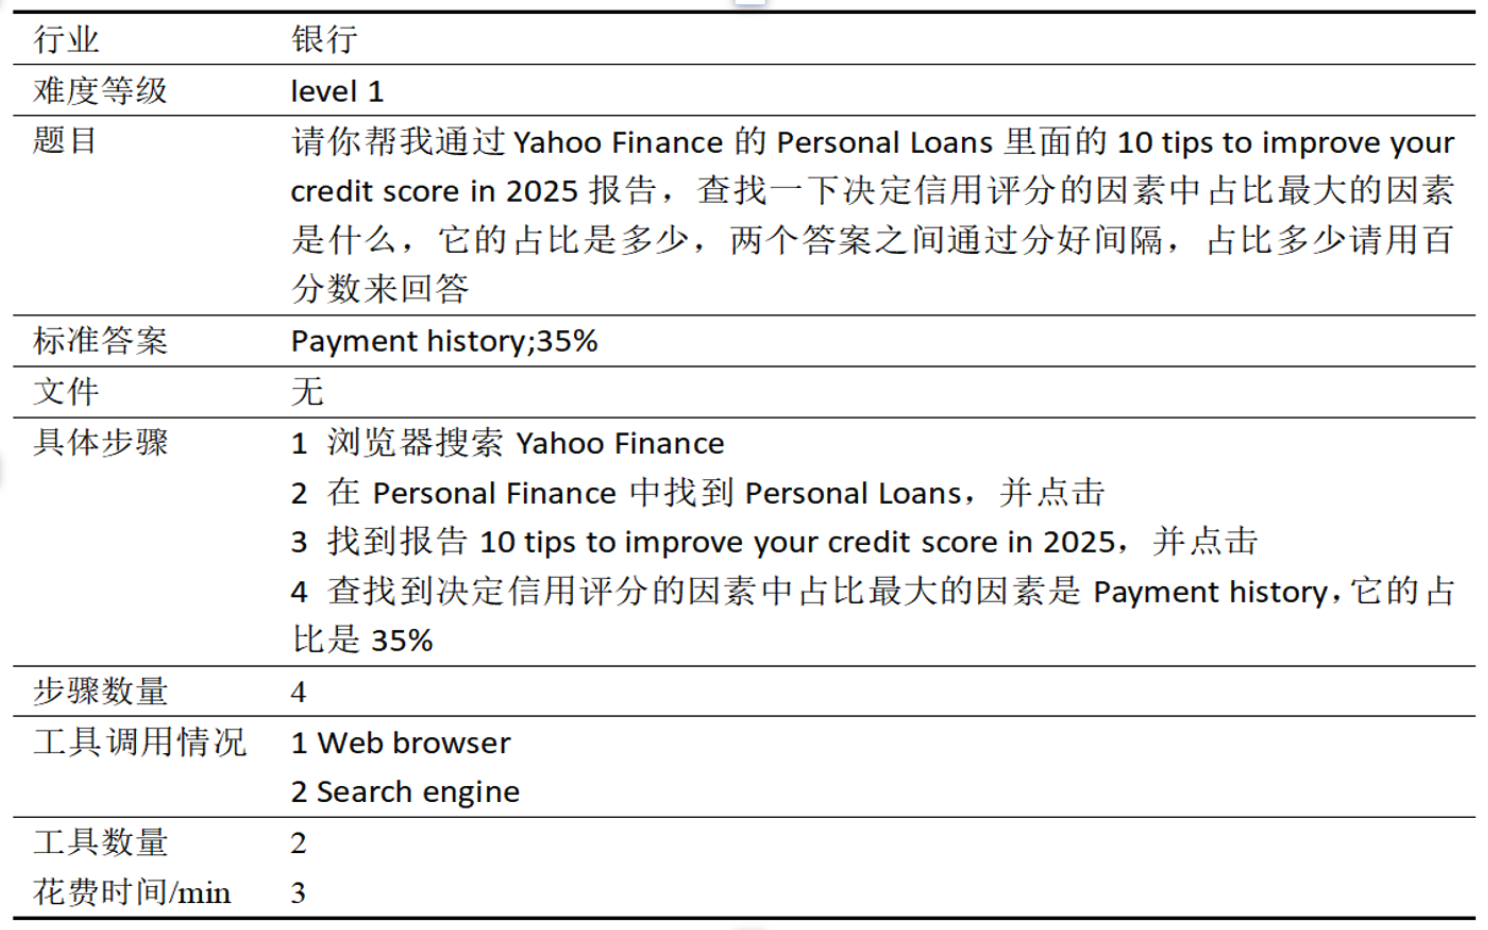 行业 银行
难度等级 level 1
题目 请你帮我通过 Yahoo Finance 的 Personal Loans 里面的 10 tips to improve your
credit score in 2025 报告，查找一下决定信用评分的因素中占比最大的因素
是什么，它的占比是多少，两个答案之间通过分好间隔，占比多少请用百
分数来回答
标准答案 Payment history;35%
文件 无
具体步骤 1 浏览器搜索 Yahoo Finance
2 在 Personal Finance 中找到 Personal Loans，并点击
3 找到报告 10 tips to improve your credit score in 2025，并点击
4 查找到决定信用评分的因素中占比最大的因素是 Payment history，它的占
比是 35%
步骤数量 4
工具调用情况 1 Web browser
2 Search engine
工具数量 2
花费时间/min 3